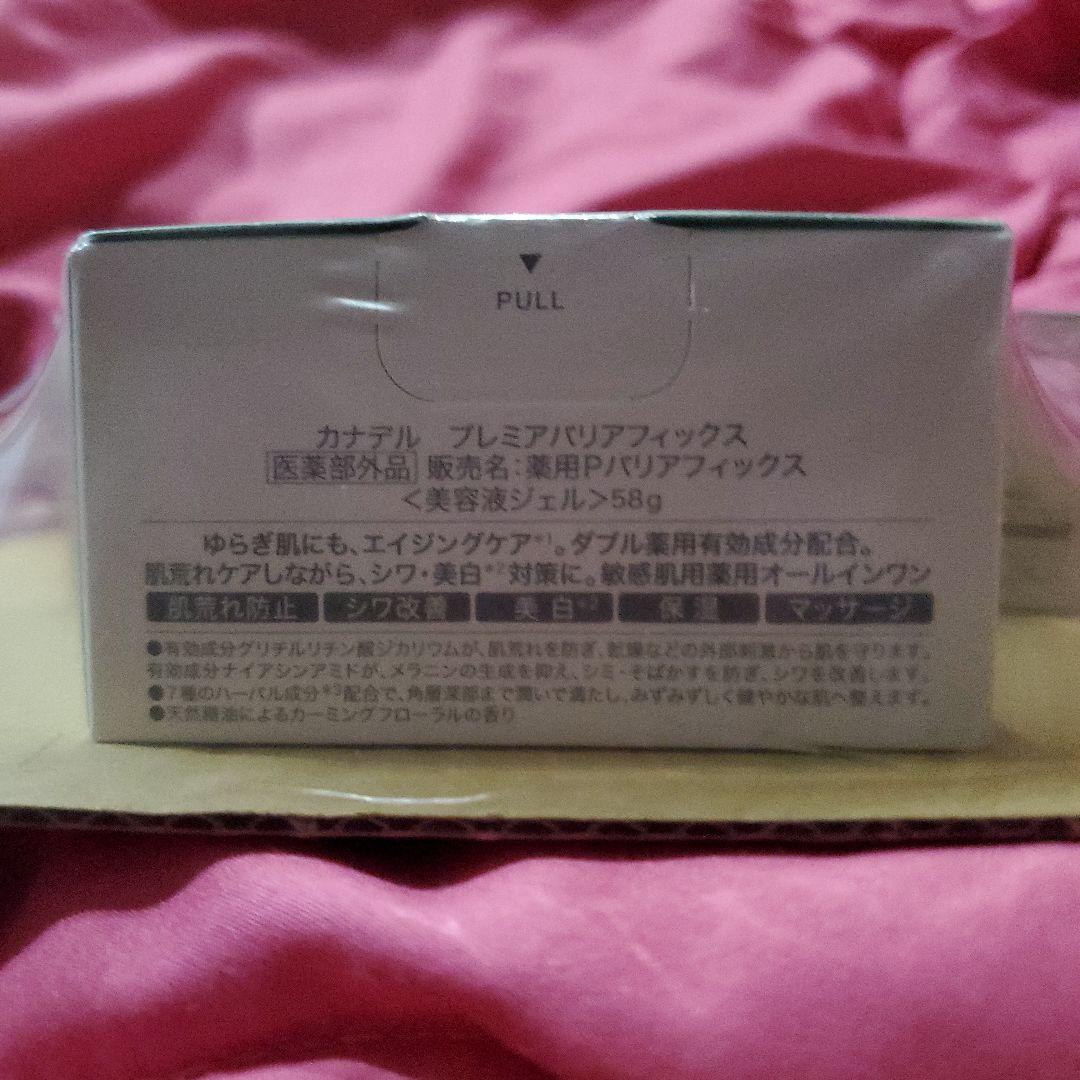 ▼
PULL
カナデル プレミアバリアフィックス
医薬部外品 販売名:薬用Pバリアフィックス
<美容液ジェル>58g
ゆらぎ肌にも、エイジングケア*1。ダブル薬用有効成分配合。
肌荒れケアしながら、シワ・美白*2対策に。敏感肌用薬用オールインワン
肌荒れ防止 シワ改善 美白*2 保湿 マッサージ
●有効成分グリチルリチン酸ジカリウムが、肌荒れを防ぎ、乾燥などの外部刺激から肌を守ります。
有効成分ナイアシンアミドが、メラニンの生成を抑え、シミ・そばかすを防ぎ、シワを改善します。
●7種のハーバル成分*3配合で、角層深部まで潤いで満たし、みずみずしく健やかな肌へ整えます。
●天然精油によるカーミングフローラルの香り